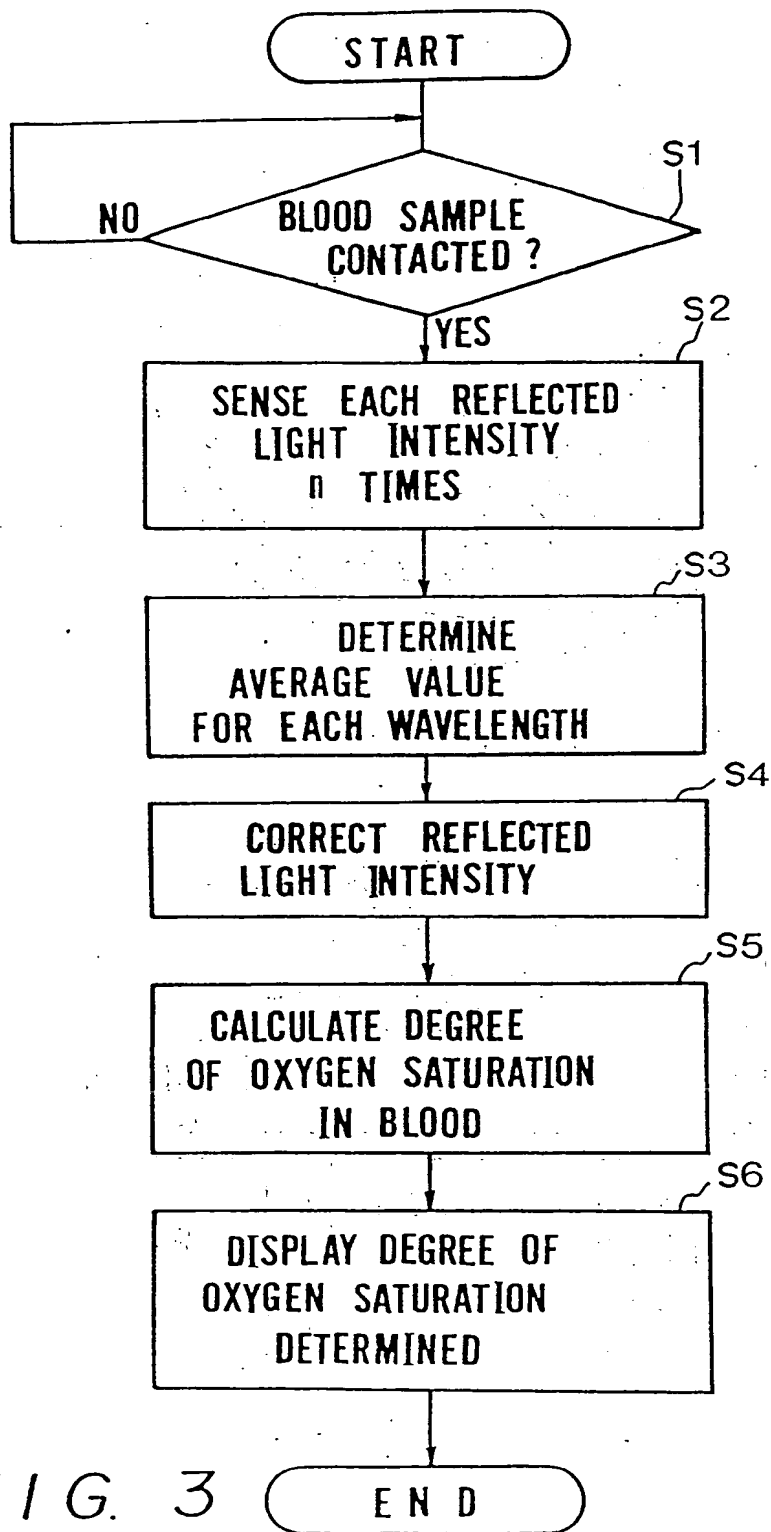 START
S1
NO
BLOOD SAMPLE
CONTACTED ?
YES
S2
SENSE EACH REFLECTED
LIGHT INTENSITY
n TIMES
S3
DETERMINE
AVERAGE VALUE
FOR EACH WAVELENGTH
S4
CORRECT REFLECTED
LIGHT INTENSITY
S5
CALCULATE DEGREE
OF OXYGEN SATURATION
IN BLOOD
S6
DISPLAY DEGREE OF
OXYGEN SATURATION
DETERMINED
END
IG. 3